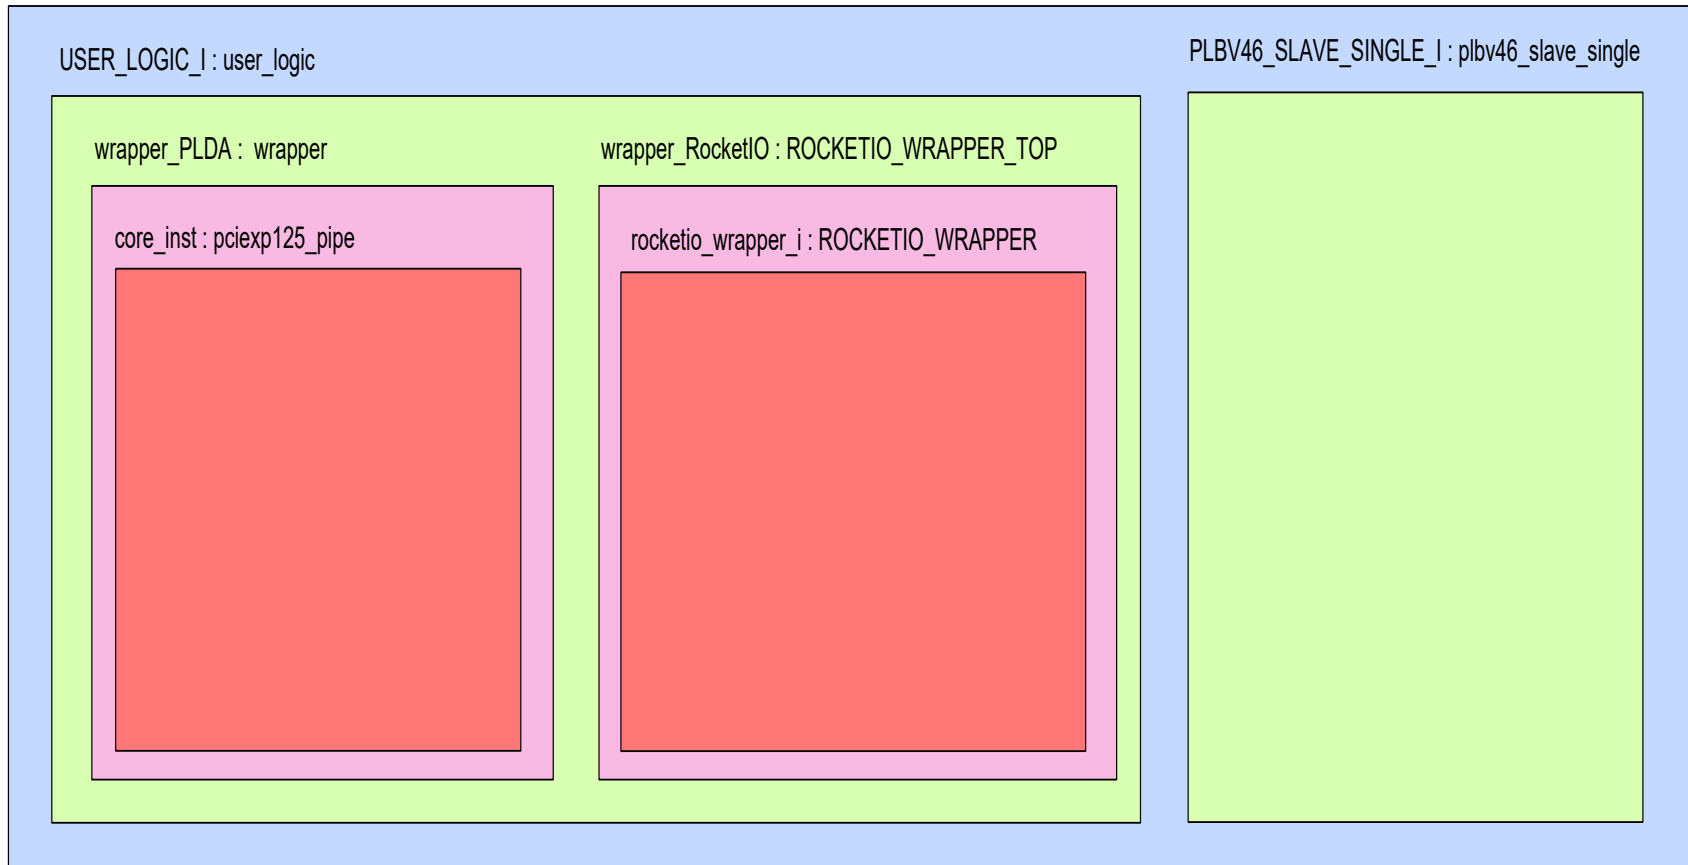 USER_LOGIC_I : user_logic
PLBV46_SLAVE_SINGLE_I : plbv46_slave_single
wrapper_PLDA : wrapper
wrapper_RocketIO : ROCKETIO_WRAPPER_TOP
core_inst : pciexp125_pipe
rocketio_wrapper_i : ROCKETIO_WRAPPER